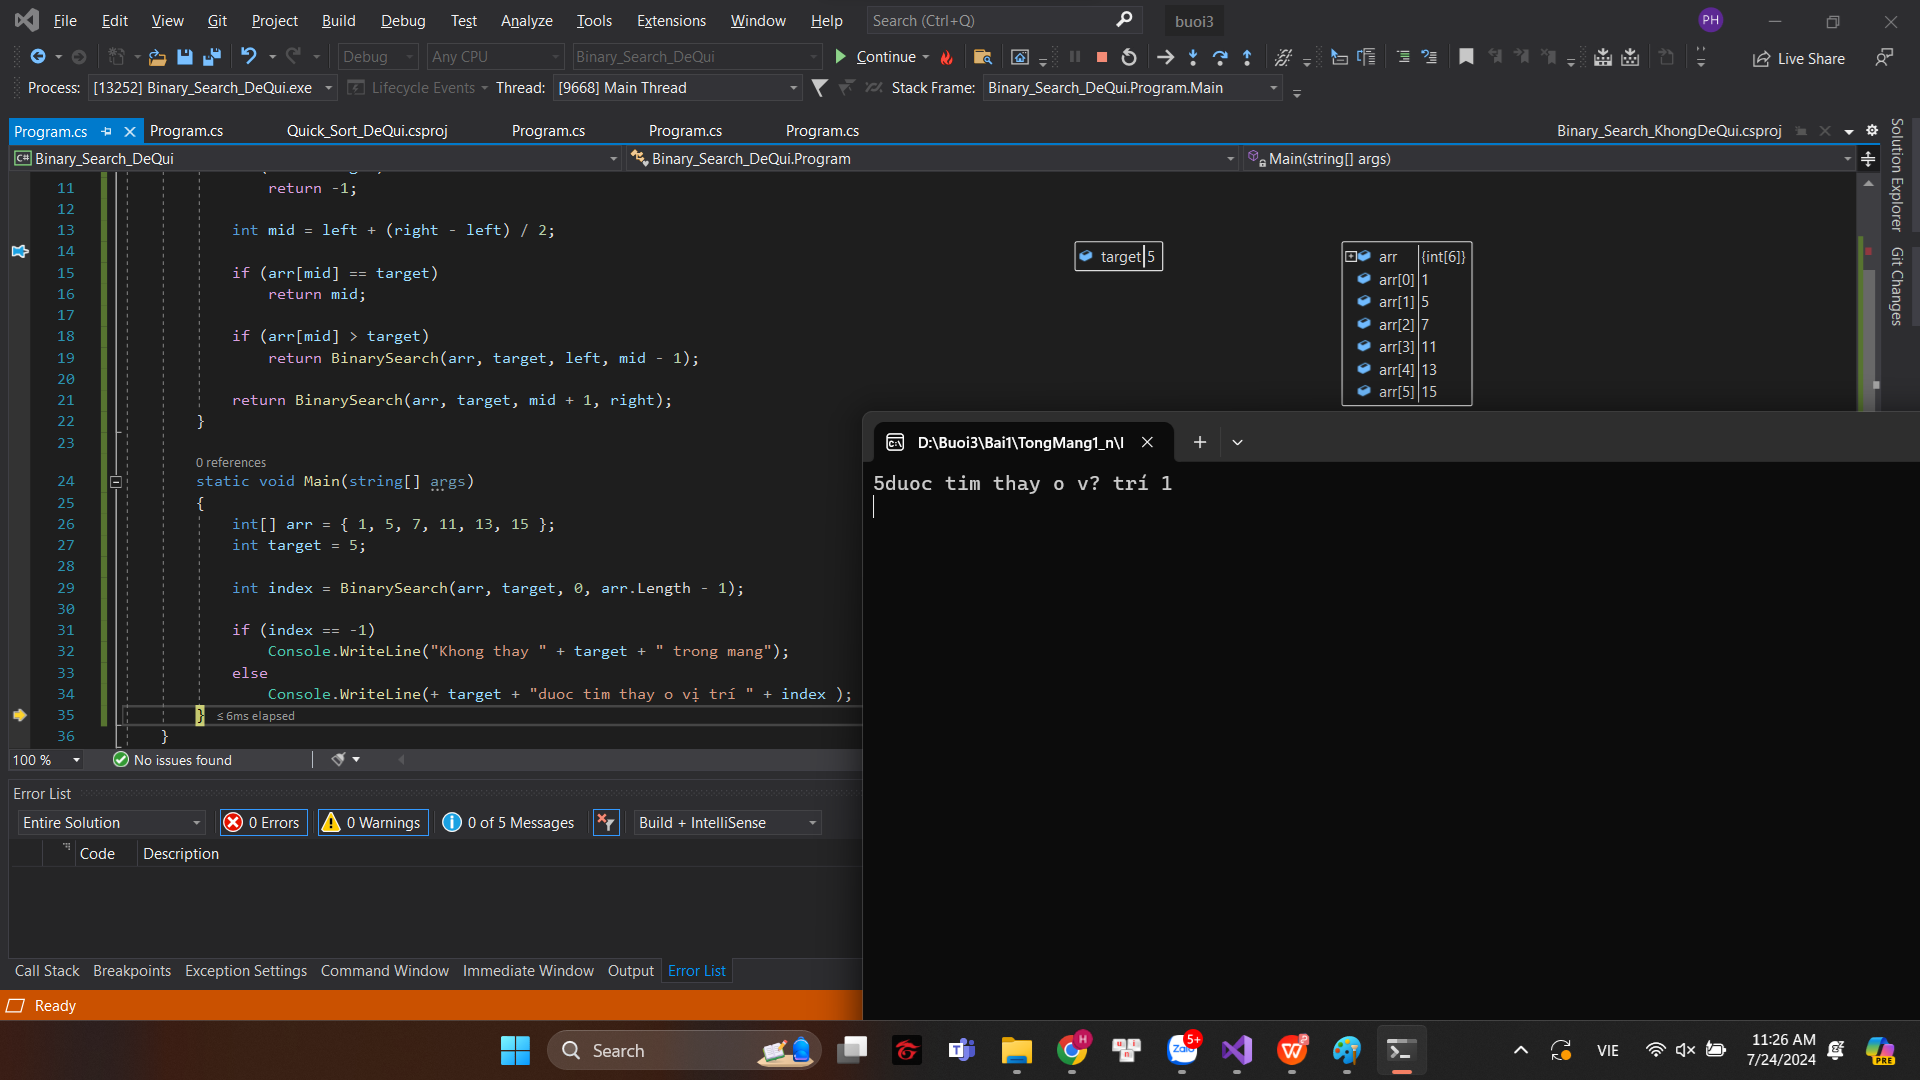 File Edit View Git Project Build Debug Test Analyze Tools Extensions Window Help Search (Ctrl+Q) buoi3 PH
Debug Any CPU Binary_Search_DeQui Continue Live Share
Process: [13252] Binary_Search_DeQui.exe Lifecycle Events Thread: [9668] Main Thread Stack Frame: Binary_Search_DeQui.Program.Main
Program.cs Program.cs Quick_Sort_DeQui.csproj Program.cs Program.cs Program.cs Binary_Search_KhongDeQui.csproj
C# Binary_Search_DeQui Binary_Search_DeQui.Program Main(string[] args)
Solution Explorer
Git Changes
11 return -1;
12
13 int mid = left + (right - left) / 2;
14
15 if (arr[mid] == target)
16 return mid;
17
18 if (arr[mid] > target)
19 return BinarySearch(arr, target, left, mid - 1);
20
21 return BinarySearch(arr, target, mid + 1, right);
22 }
23
0 references
24 static void Main(string[] args)
25 {
26 int[] arr = { 1, 5, 7, 11, 13, 15 };
27 int target = 5;
28
29 int index = BinarySearch(arr, target, 0, arr.Length - 1);
30
31 if (index == -1)
32 Console.WriteLine("Khong thay " + target + " trong mang");
33 else
34 Console.WriteLine(+ target + "duoc tim thay o vị trí " + index );
35 } ≤ 6ms elapsed
36 }
target 5
arr {int[6]}
arr[0] 1
arr[1] 5
arr[2] 7
arr[3] 11
arr[4] 13
arr[5] 15
D:\Buoi3\Bai1\TongMang1_n\
5duoc tim thay o v? trí 1
100 % No issues found
Error List
Entire Solution 0 Errors 0 Warnings 0 of 5 Messages Build + IntelliSense
Code Description
Call Stack Breakpoints Exception Settings Command Window Immediate Window Output Error List
Ready
Search
H
Zalo
5+
VIE
11:26 AM
7/24/2024
PRE